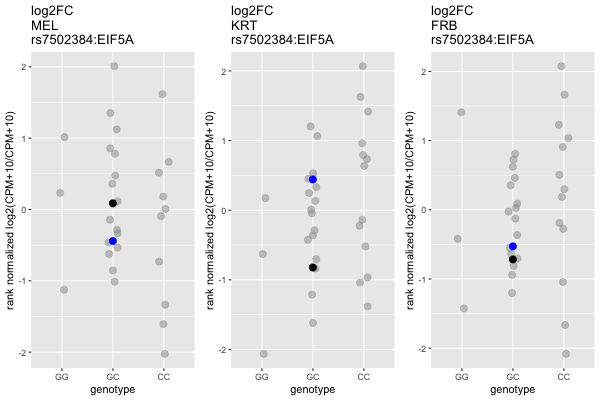 log2FC
MEL
rs7502384:EIF5A
rank normalized log2(CPM+10/CPM+10)
2
1
0
-1
-2
GG
GC
CC
genotype
log2FC
KRT
rs7502384:EIF5A
rank normalized log2(CPM+10/CPM+10)
2
1
0
-1
-2
GG
GC
CC
genotype
log2FC
FRB
rs7502384:EIF5A
rank normalized log2(CPM+10/CPM+10)
2
1
0
-1
-2
GG
GC
CC
genotype